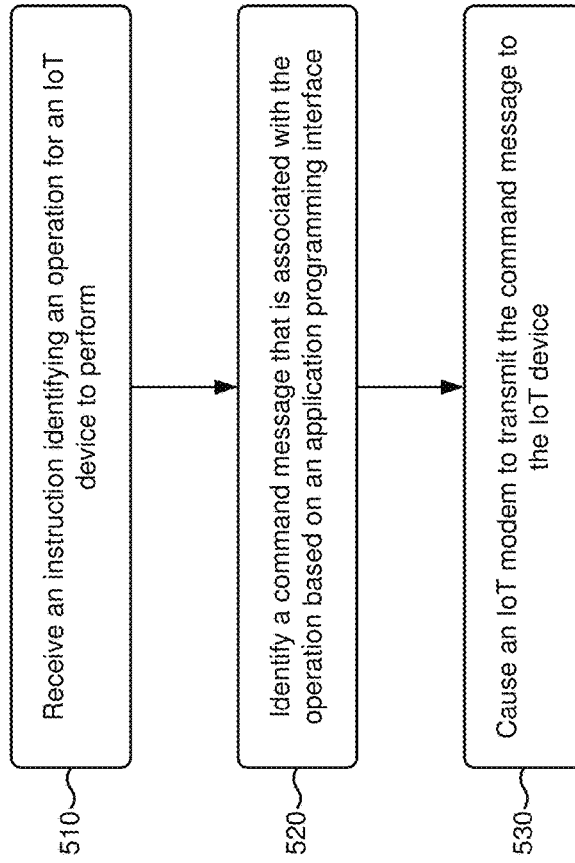 510
Receive an instruction identifying an operation for an IoT
device to perform
520
Identify a command message that is associated with the
operation based on an application programming interface
530
Cause an IoT modem to transmit the command message to
the IoT device